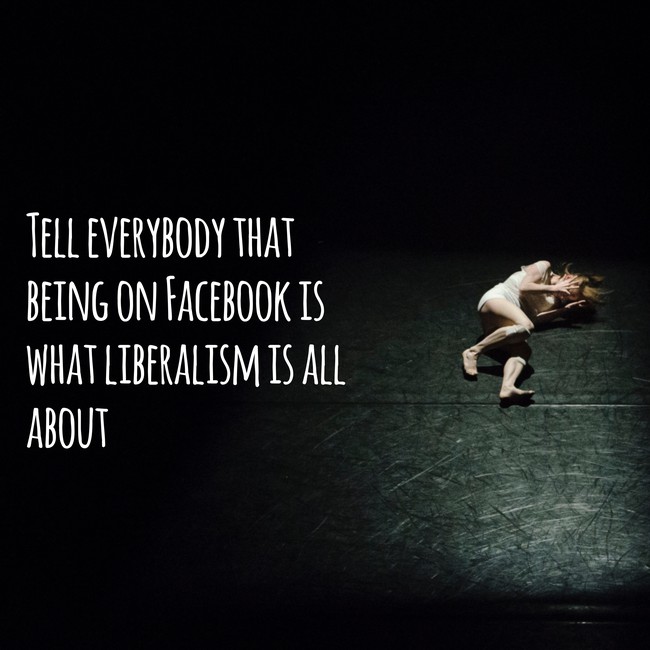 Tell everybody that
being on Facebook is
what liberalism is all
about